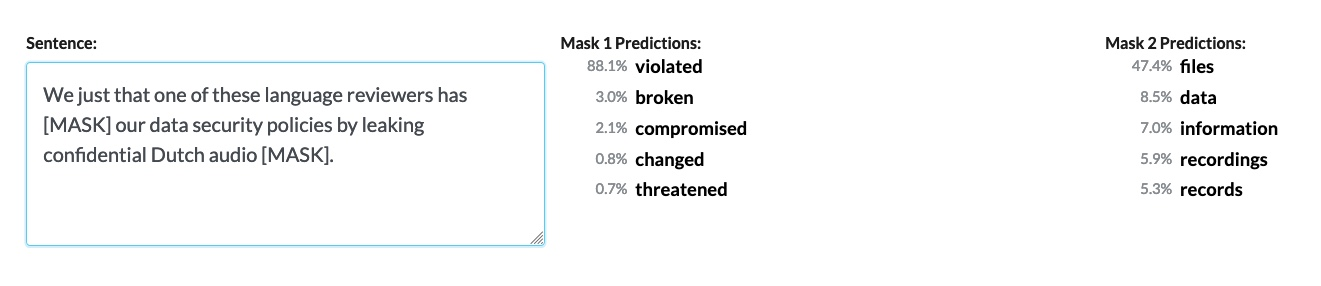 Sentence:
We just that one of these language reviewers has
[MASK] our data security policies by leaking
confidential Dutch audio [MASK].
Mask 1 Predictions:
88.1% violated
3.0% broken
2.1% compromised
0.8% changed
0.7% threatened
Mask 2 Predictions:
47.4% files
8.5% data
7.0% information
5.9% recordings
5.3% records